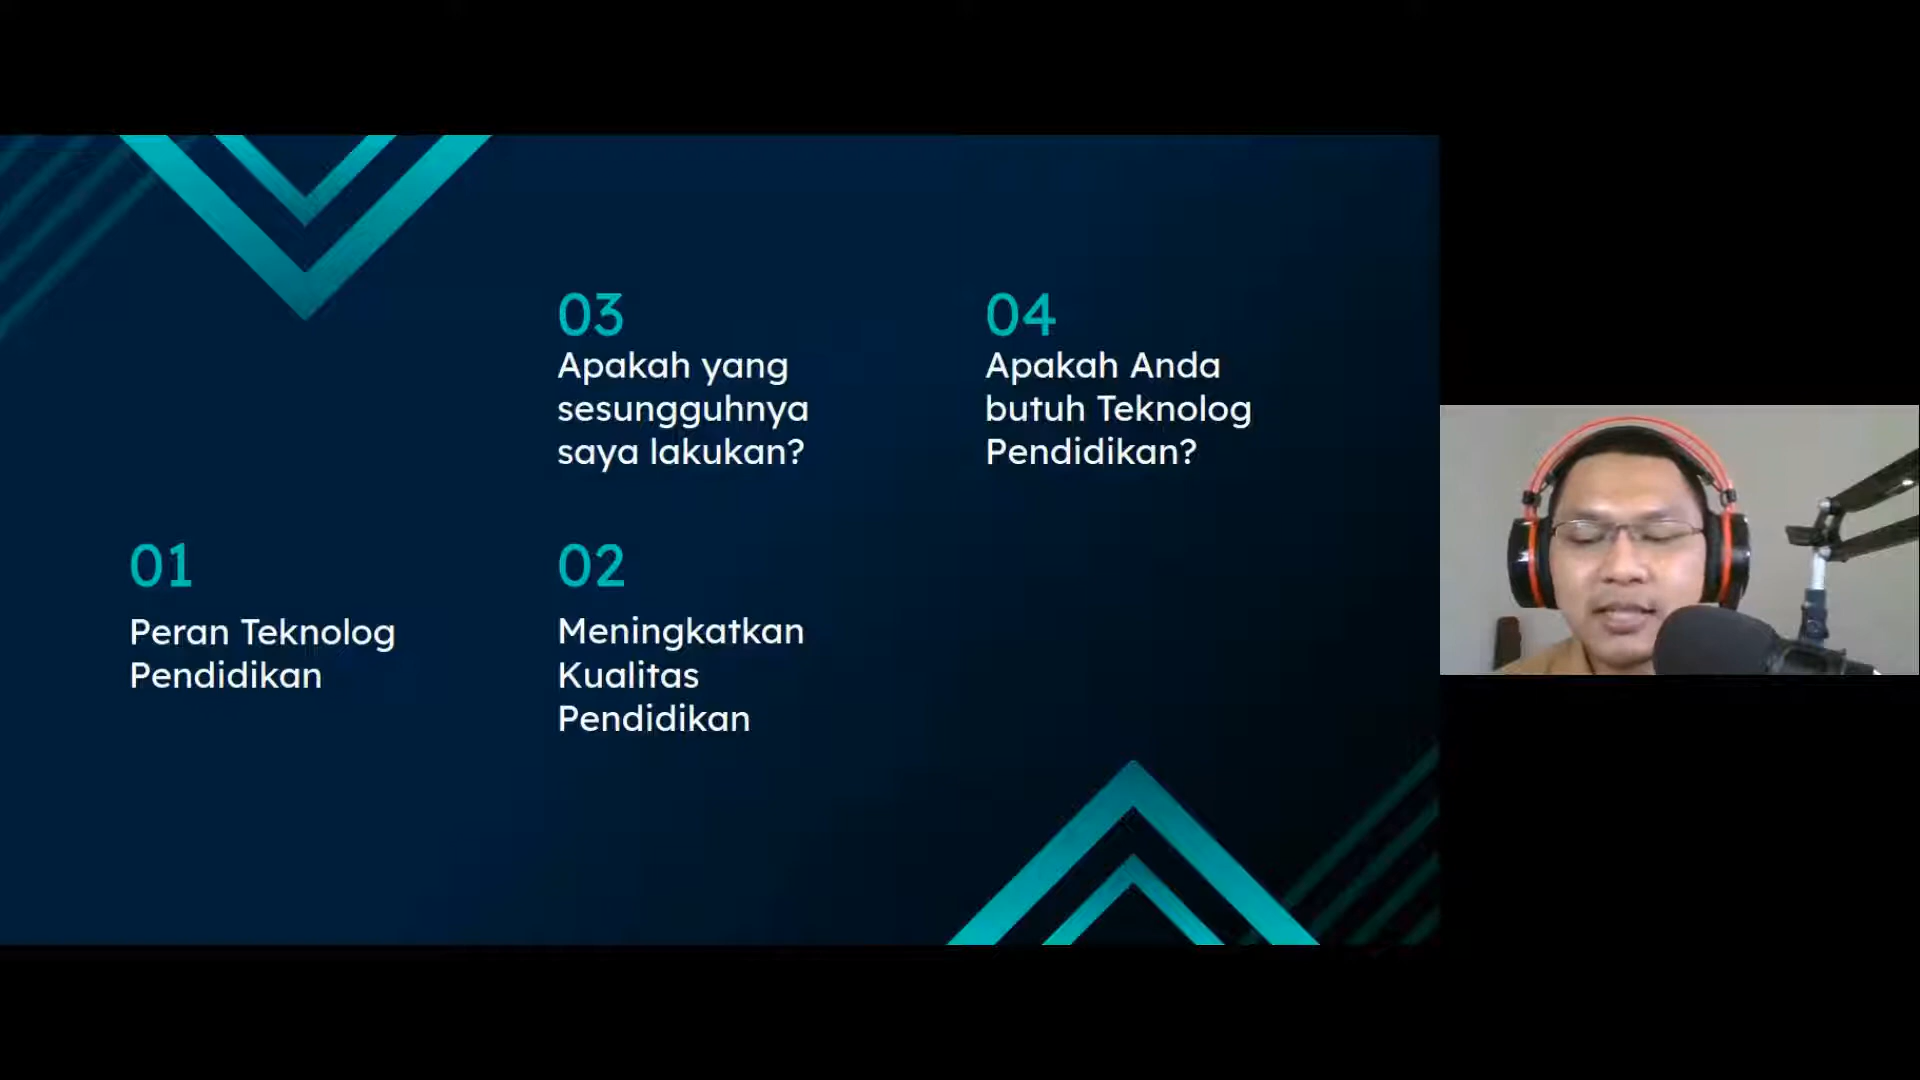 03
Apakah yang
sesungguhnya
saya lakukan?
04
Apakah Anda
butuh Teknolog
Pendidikan?
01
Peran Teknolog
Pendidikan
02
Meningkatkan
Kualitas
Pendidikan